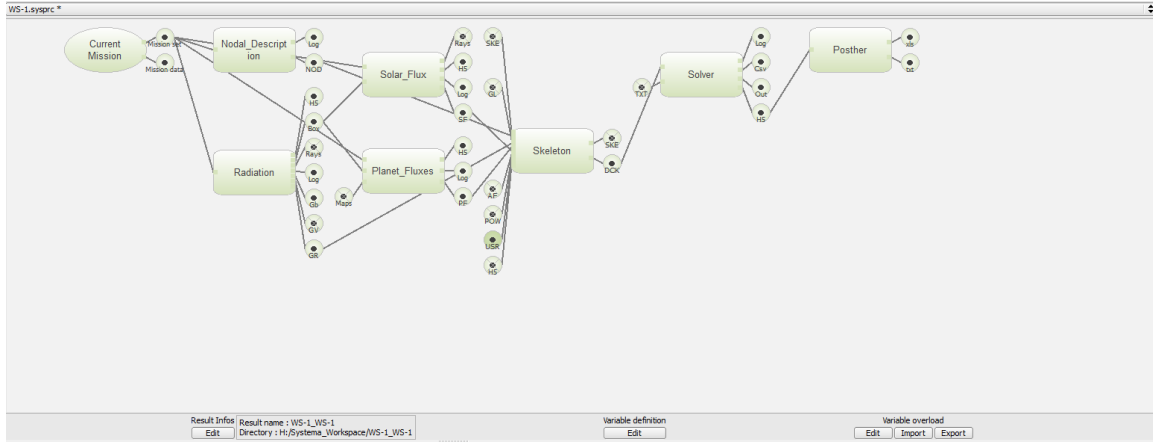 WS-1.sysprc *
Current
Mission
Mission set
Mission data
Nodal_Descript
ion
Log
NOD
Solar_Flux
Rays
HS
Log
SF
SKE
GL
Solver
TXT
Log
Csv
Out
HS
Posther
xls
txt
Radiation
HS
Box
Rays
Log
Gb
GV
GR
Maps
Planet_Fluxes
HS
Log
PF
Skeleton
AF
POW
USR
HS
SKE
DCK
Result Infos
Edit
Result name : WS-1_WS-1
Directory : H:/Systema_Workspace/WS-1_WS-1
Variable definition
Edit
Variable overload
Edit Import Export